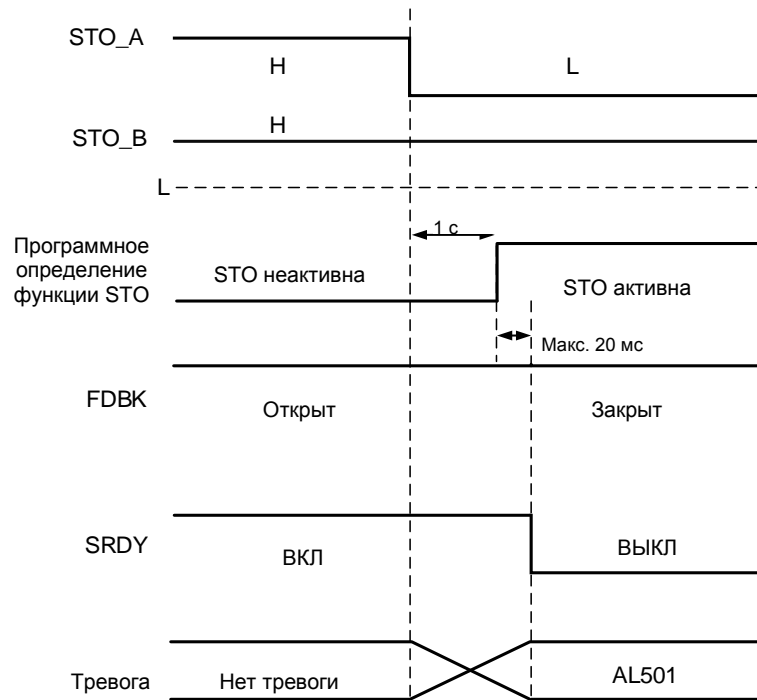 STO_A
H
L
STO_B
H
L
1 с
Программное
определение
функции STO
STO неактивна
STO активна
Макс. 20 мс
FDBK
Открыт
Закрыт
SRDY
ВКЛ
ВЫКЛ
Тревога
Нет тревоги
AL501